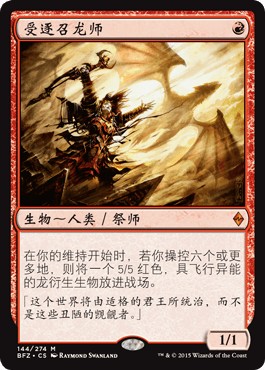 受逐召龙师
生物～人类／祭师
在你的维持开始时，若你操控六个或更
多地，则将一个 5/5 红色，具飞行异能
的龙衍生生物放进战场。
「这个世界将由迷格的君王所统治，而不
是这些丑陋的觊觎者。」
1/1
144/274 M
BFZ • CS RAYMOND SWANLAND
™ & © 2015 Wizards of the Coast